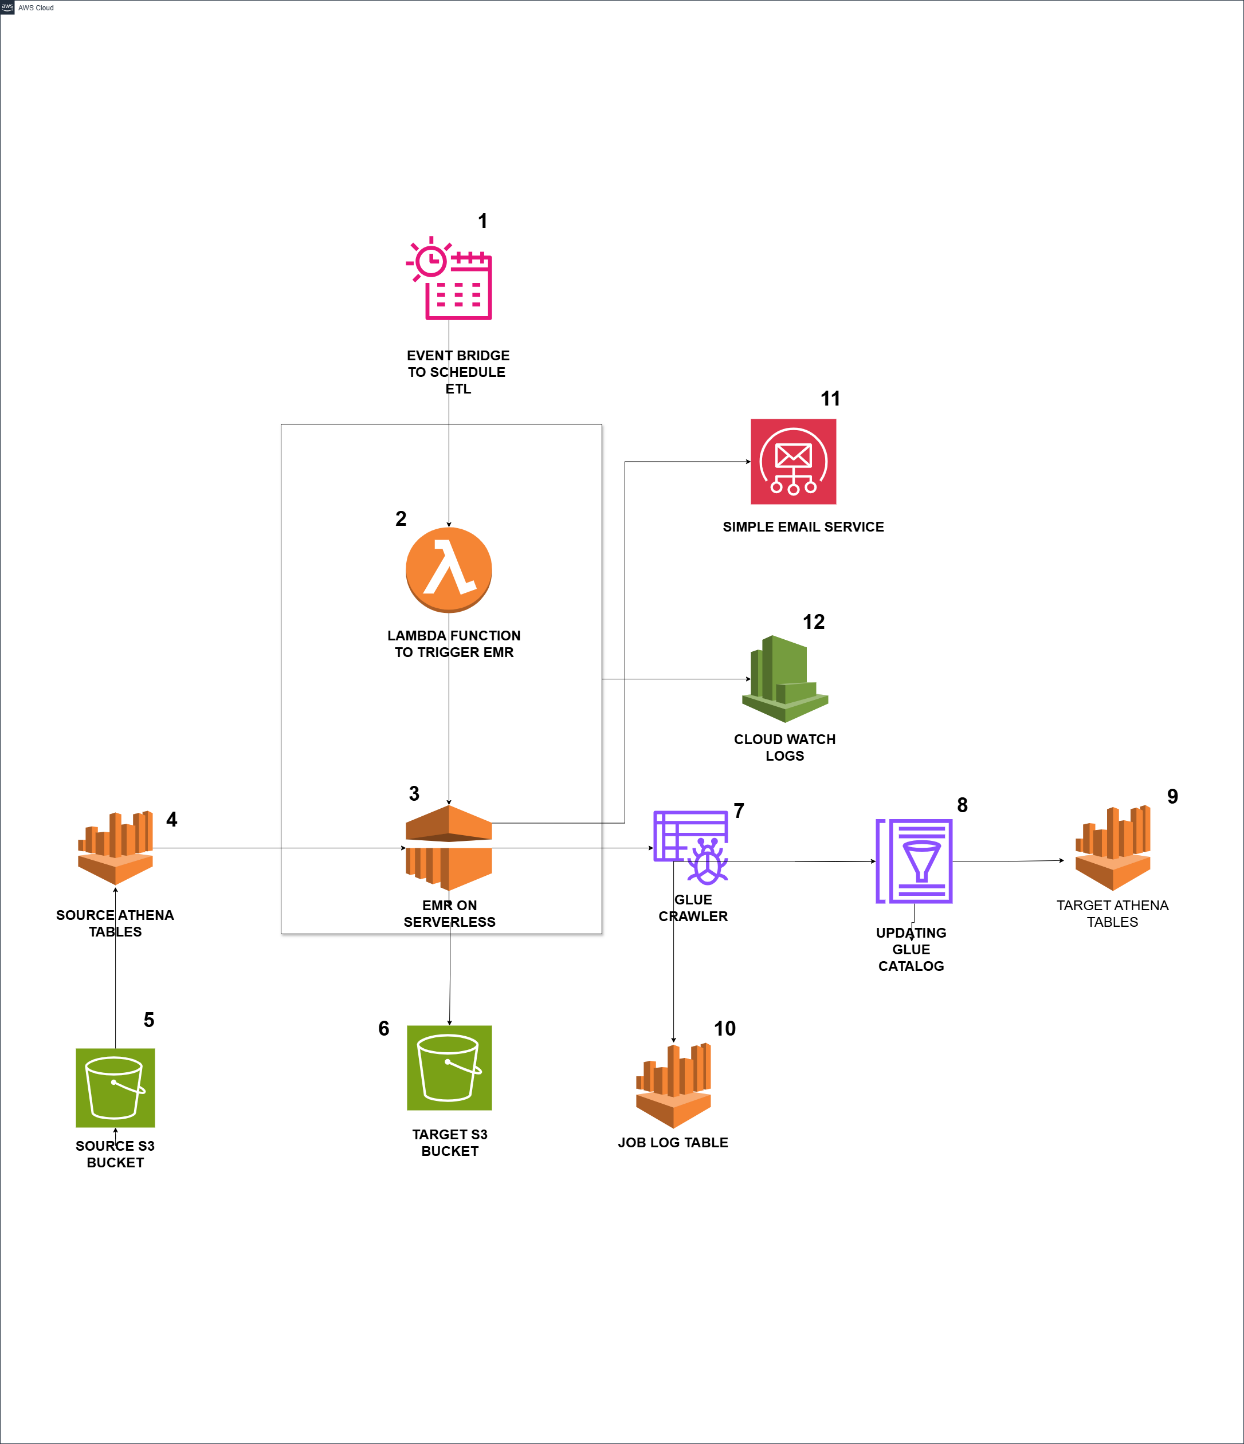 aws
AWS Cloud
1
EVENT BRIDGE
TO SCHEDULE
ETL
11
SIMPLE EMAIL SERVICE
2
LAMBDA FUNCTION
TO TRIGGER EMR
12
CLOUD WATCH
LOGS
3
EMR ON
SERVERLESS
4
SOURCE ATHENA
TABLES
7
GLUE
CRAWLER
8
UPDATING
GLUE
CATALOG
9
TARGET ATHENA
TABLES
5
SOURCE S3
BUCKET
6
TARGET S3
BUCKET
10
JOB LOG TABLE